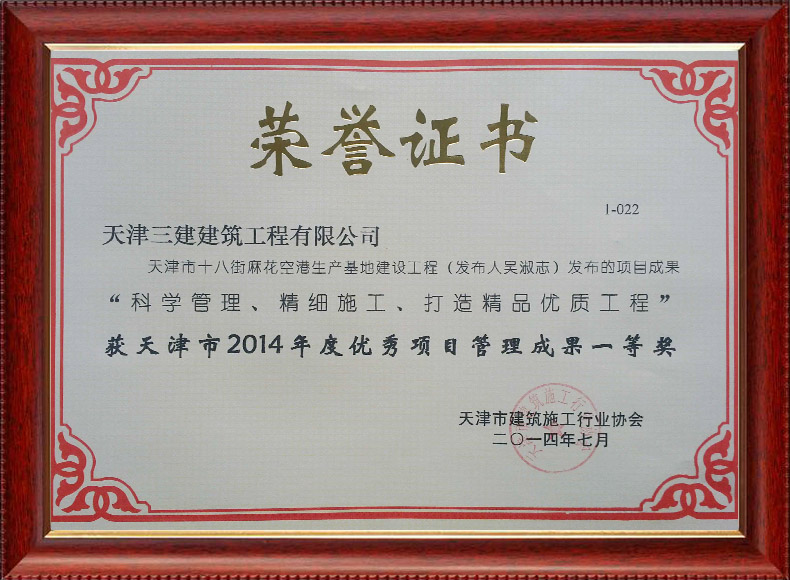 荣誉证书
1-022
天津三建建筑工程有限公司
天津市十八街麻花空港生产基地建设工程（发布人吴淑志）发布的项目成果
“科学管理、精细施工、打造精品优质工程”
获天津市2014年度优秀项目管理成果一等奖
天津市建筑施工行业协会
二〇一四年七月